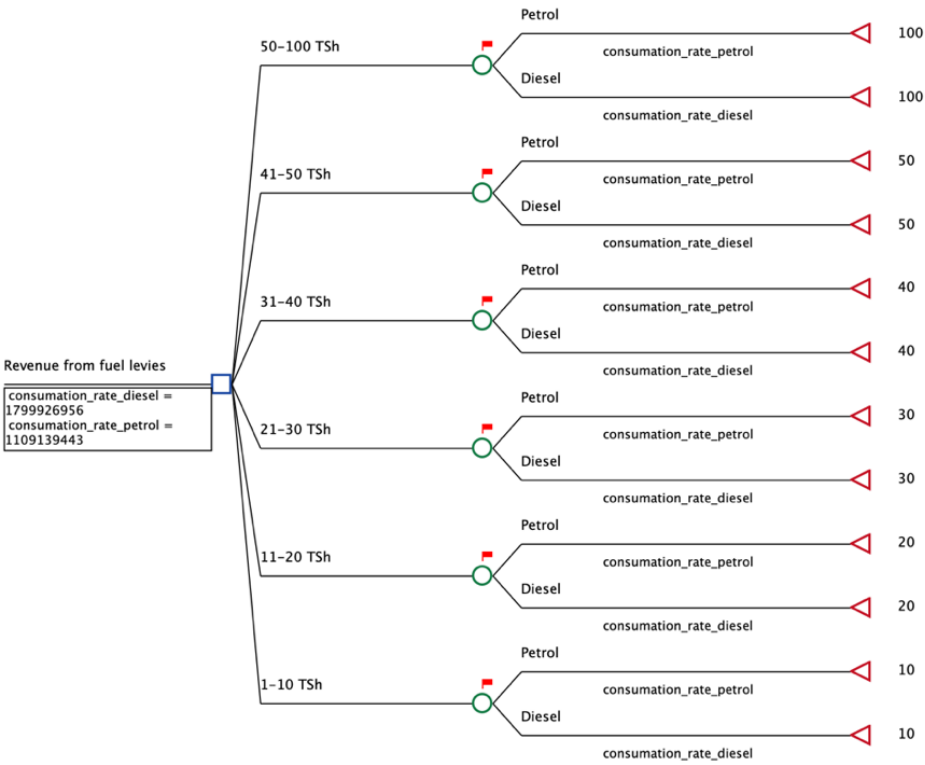 Petrol
100
50-100 TSh
consumation_rate_petrol
Diesel
100
consumation_rate_diesel
Petrol
50
41-50 TSh
consumation_rate_petrol
Diesel
50
consumation_rate_diesel
Petrol
40
31-40 TSh
consumation_rate_petrol
Diesel
40
consumation_rate_diesel
Revenue from fuel levies
consumation_rate_diesel =
1799926956
consumation_rate_petrol =
1109139443
Petrol
30
21-30 TSh
consumation_rate_petrol
Diesel
30
consumation_rate_diesel
Petrol
20
11-20 TSh
consumation_rate_petrol
Diesel
20
consumation_rate_diesel
Petrol
10
1-10 TSh
consumation_rate_petrol
Diesel
10
consumation_rate_diesel